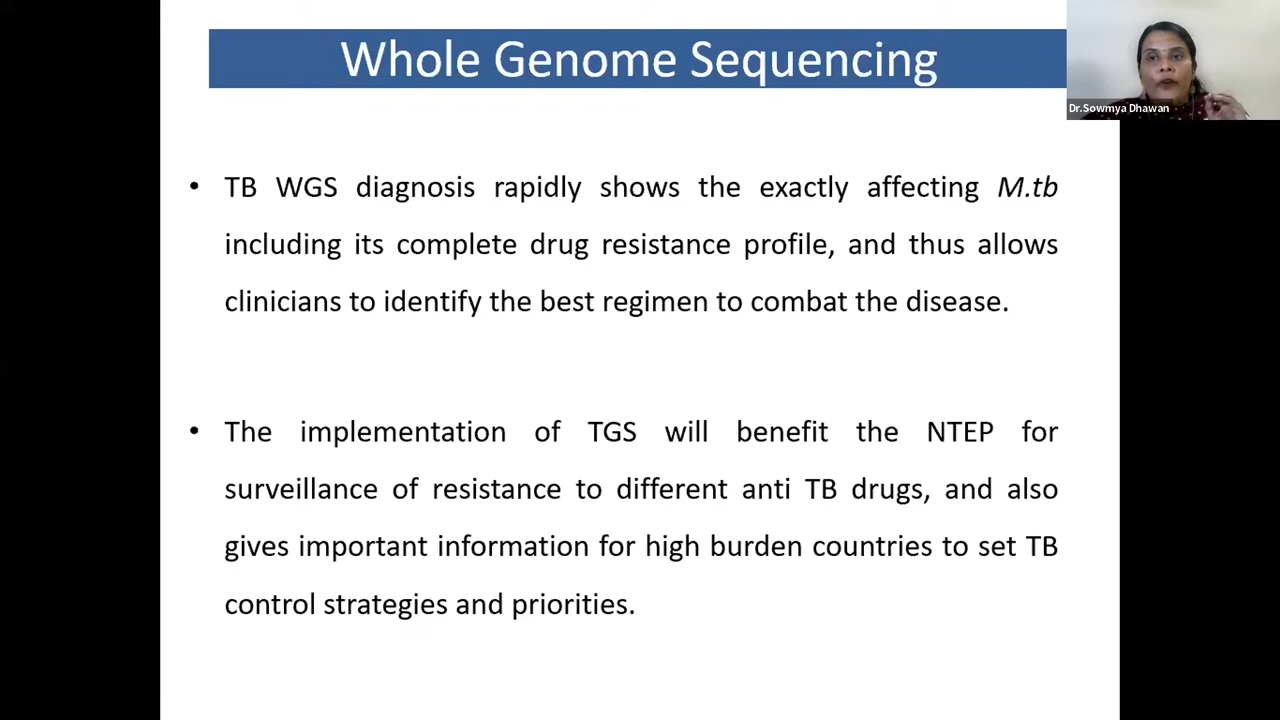 Whole Genome Sequencing
Dr.Sowmya Dhawan
• TB WGS diagnosis rapidly shows the exactly affecting M.tb
including its complete drug resistance profile, and thus allows
clinicians to identify the best regimen to combat the disease.
• The implementation of TGS will benefit the NTEP for
surveillance of resistance to different anti TB drugs, and also
gives important information for high burden countries to set TB
control strategies and priorities.